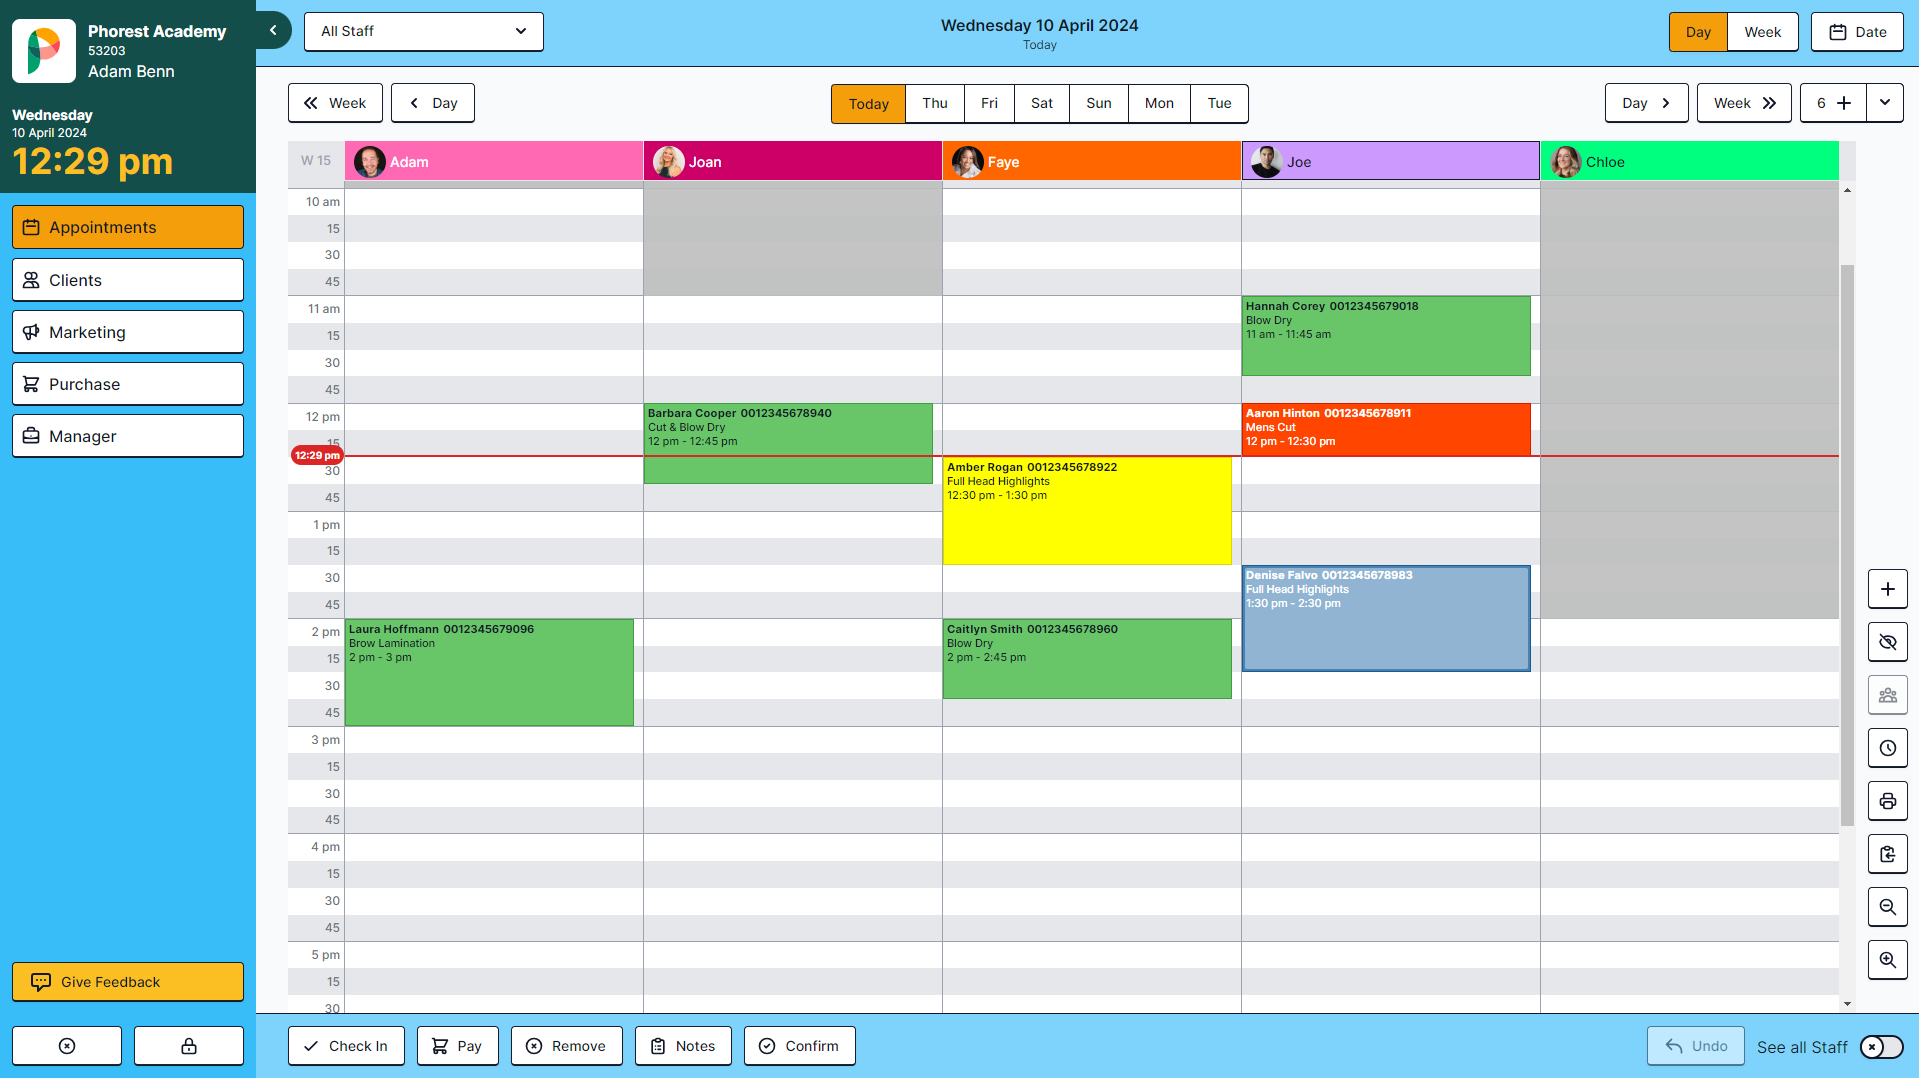 Phorest Academy
53203
Adam Benn
Wednesday
10 April 2024
12:29 pm
Appointments
Clients
Marketing
Purchase
Manager
Give Feedback
All Staff
Wednesday 10 April 2024
Today
Day
Week
Date
Week
Day
Today
Thu
Fri
Sat
Sun
Mon
Tue
Day
Week
6
W 15
Adam
Joan
Faye
Joe
Chloe
10 am
15
30
45
11 am
15
30
45
12 pm
15
12:29 pm
30
45
1 pm
15
30
45
2 pm
15
30
45
3 pm
15
30
45
4 pm
15
30
45
5 pm
15
30
Laura Hoffmann 0012345679096
Brow Lamination
2 pm - 3 pm
Barbara Cooper 0012345678940
Cut & Blow Dry
12 pm - 12:45 pm
Amber Rogan 0012345678922
Full Head Highlights
12:30 pm - 1:30 pm
Caitlyn Smith 0012345678960
Blow Dry
2 pm - 2:45 pm
Hannah Corey 0012345679018
Blow Dry
11 am - 11:45 am
Aaron Hinton 0012345678911
Mens Cut
12 pm - 12:30 pm
Denise Falvo 0012345678983
Full Head Highlights
1:30 pm - 2:30 pm
Check In
Pay
Remove
Notes
Confirm
Undo
See all Staff